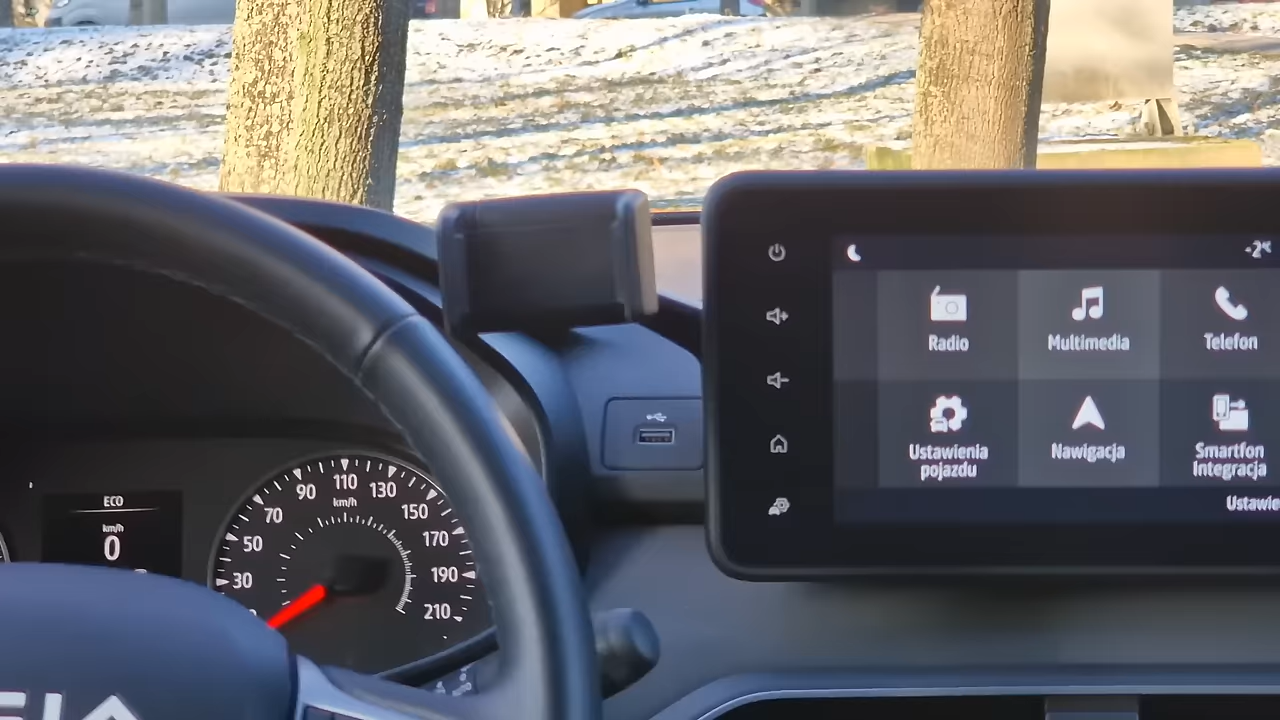 -2°
Radio
Multimedia
Telefon
Ustawienia
pojazdu
Nawigacja
Smartfon
Integracja
Ustawie
ECO
km/h
0
30
50
70
90
110
130
150
170
190
210
km/h